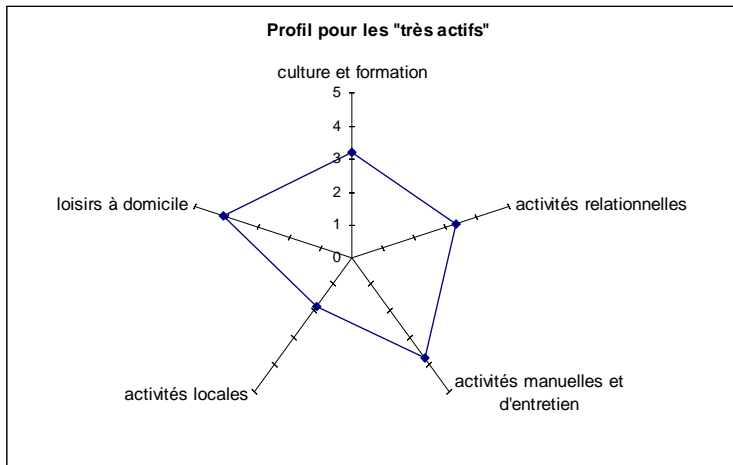 Profil pour les "très actifs"
culture et formation
5
4
3
2
1
0
loisirs à domicile
activités relationnelles
activités locales
activités manuelles et
d'entretien